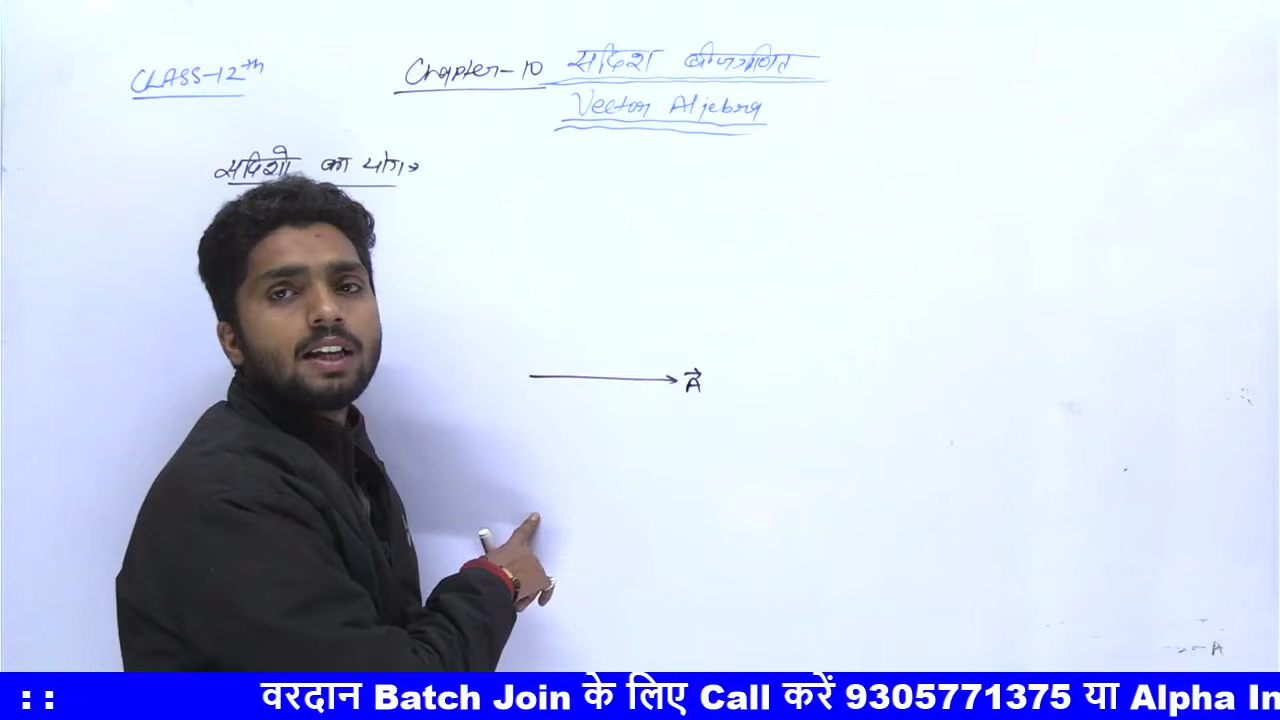 CLASS-12th
Chapter-10 सदिश बीजगणित
Vector Aljebra
सदिशो का योग→
A
A
: : वरदान Batch Join के लिए Call करें 9305771375 या Alpha In